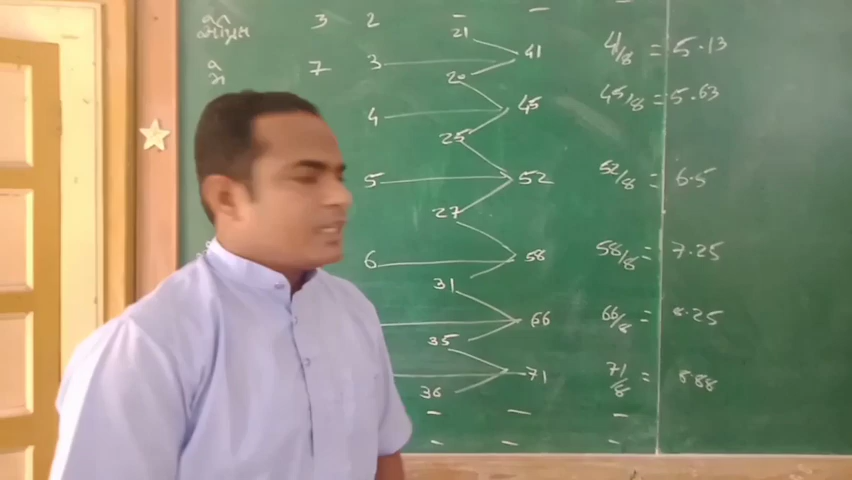 3 2 — — —
21
7 3 41 41/8 = 5.13
20
4 45 45/8 = 5.63
25
5 52 52/8 = 6.5
27
6 58 58/8 = 7.25
31
66 66/8 = 8.25
35
71 71/8 = 888
36
— — —
— — —